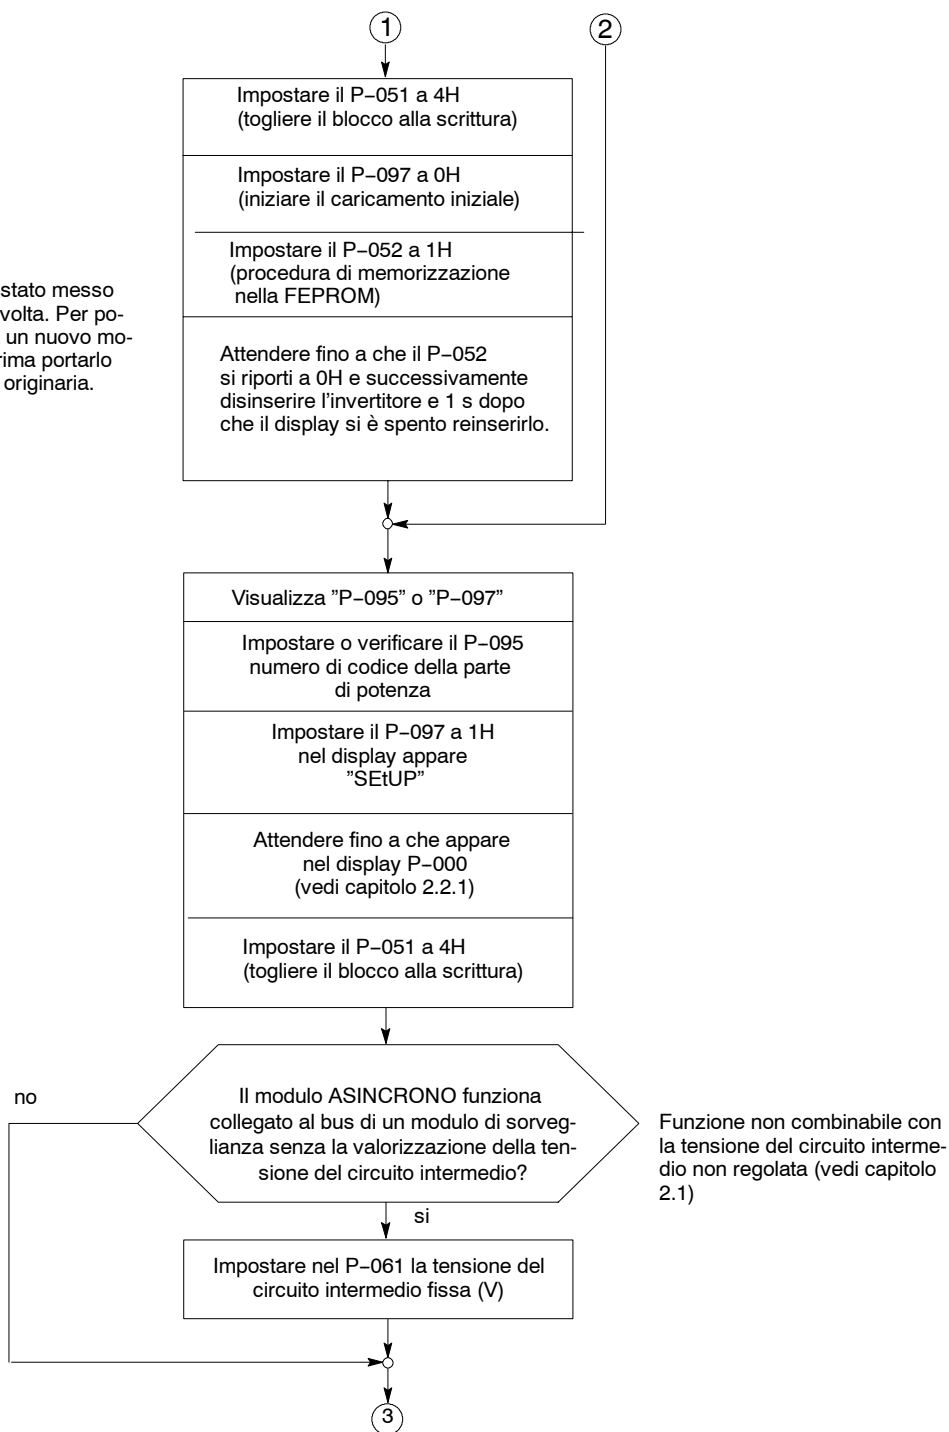 1
2
Impostare il P–051 a 4H
(togliere il blocco alla scrittura)
Impostare il P–097 a 0H
(iniziare il caricamento iniziale)
Impostare il P–052 a 1H
(procedura di memorizzazione
nella FEPROM)
stato messo
volta. Per po-
un nuovo mo-
rima portarlo
originaria.
Attendere fino a che il P–052
si riporti a 0H e successivamente
disinserire l’invertitore e 1 s dopo
che il display si è spento reinserirlo.
Visualizza ”P–095” o ”P–097”
Impostare o verificare il P–095
numero di codice della parte
di potenza
Impostare il P–097 a 1H
nel display appare
”SEtUP”
Attendere fino a che appare
nel display P–000
(vedi capitolo 2.2.1)
Impostare il P–051 a 4H
(togliere il blocco alla scrittura)
no
Il modulo ASINCRONO funziona
collegato al bus di un modulo di sorveg-
lianza senza la valorizzazione della ten-
sione del circuito intermedio?
Funzione non combinabile con
la tensione del circuito interme-
dio non regolata (vedi capitolo
2.1)
si
Impostare nel P–061 la tensione del
circuito intermedio fissa (V)
3